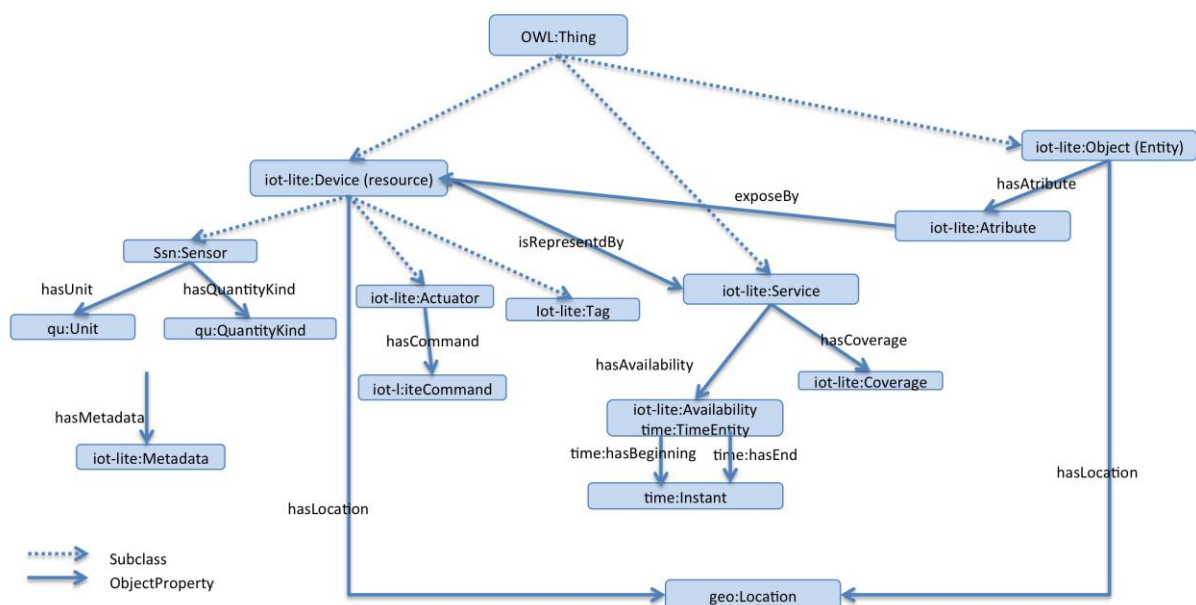 OWL:Thing
iot-lite:Object (Entity)
iot-lite:Device (resource)
hasAtribute
exposeBy
iot-lite:Atribute
isRepresentdBy
Ssn:Sensor
hasUnit
hasQuantityKind
iot-lite:Actuator
Iot-lite:Tag
iot-lite:Service
qu:Unit
qu:QuantityKind
hasCommand
hasCoverage
hasAvailability
iot-l:iteCommand
iot-lite:Coverage
hasMetadata
iot-lite:Availability
time:TimeEntity
iot-lite:Metadata
time:hasBeginning
time:hasEnd
hasLocation
time:Instant
hasLocation
Subclass
ObjectProperty
geo:Location